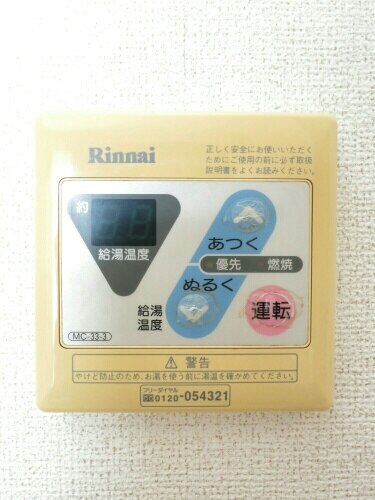 Rinnai
正しく安全にお使いいただく
ためにご使用の前に必ず取扱
説明書をよくお読みください。
約
給湯温度
あつく
優先 燃焼
ぬるく
給湯
温度
運転
MC-33-3
警告
やけど防止のため、お湯を使う前に湯温を確かめてください。
フリーダイヤル
0120-054321